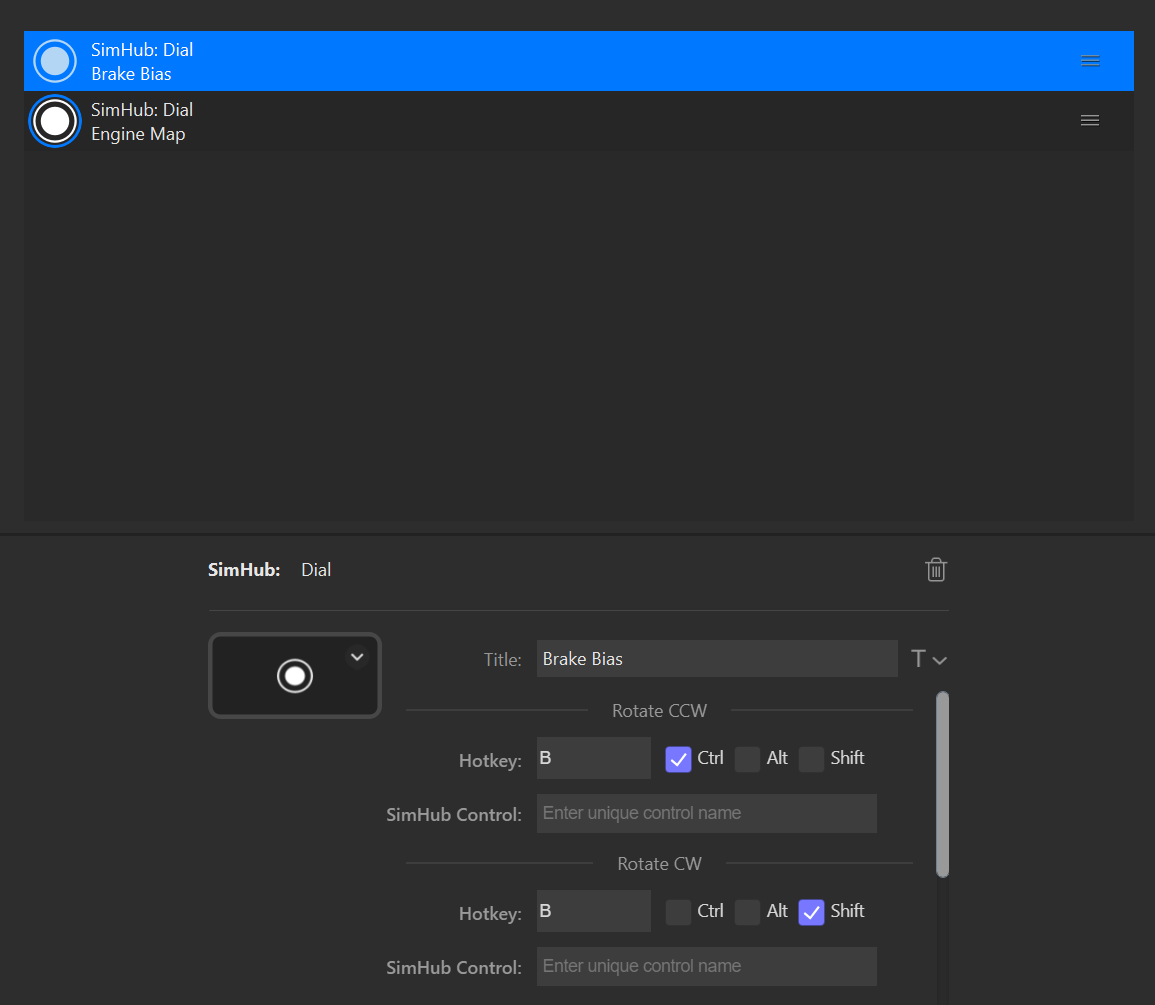 SimHub: Dial
Brake Bias
SimHub: Dial
Engine Map
SimHub: Dial
Title: Brake Bias T
Rotate CCW
Hotkey: B Ctrl Alt Shift
SimHub Control: Enter unique control name
Rotate CW
Hotkey: B Ctrl Alt Shift
SimHub Control: Enter unique control name